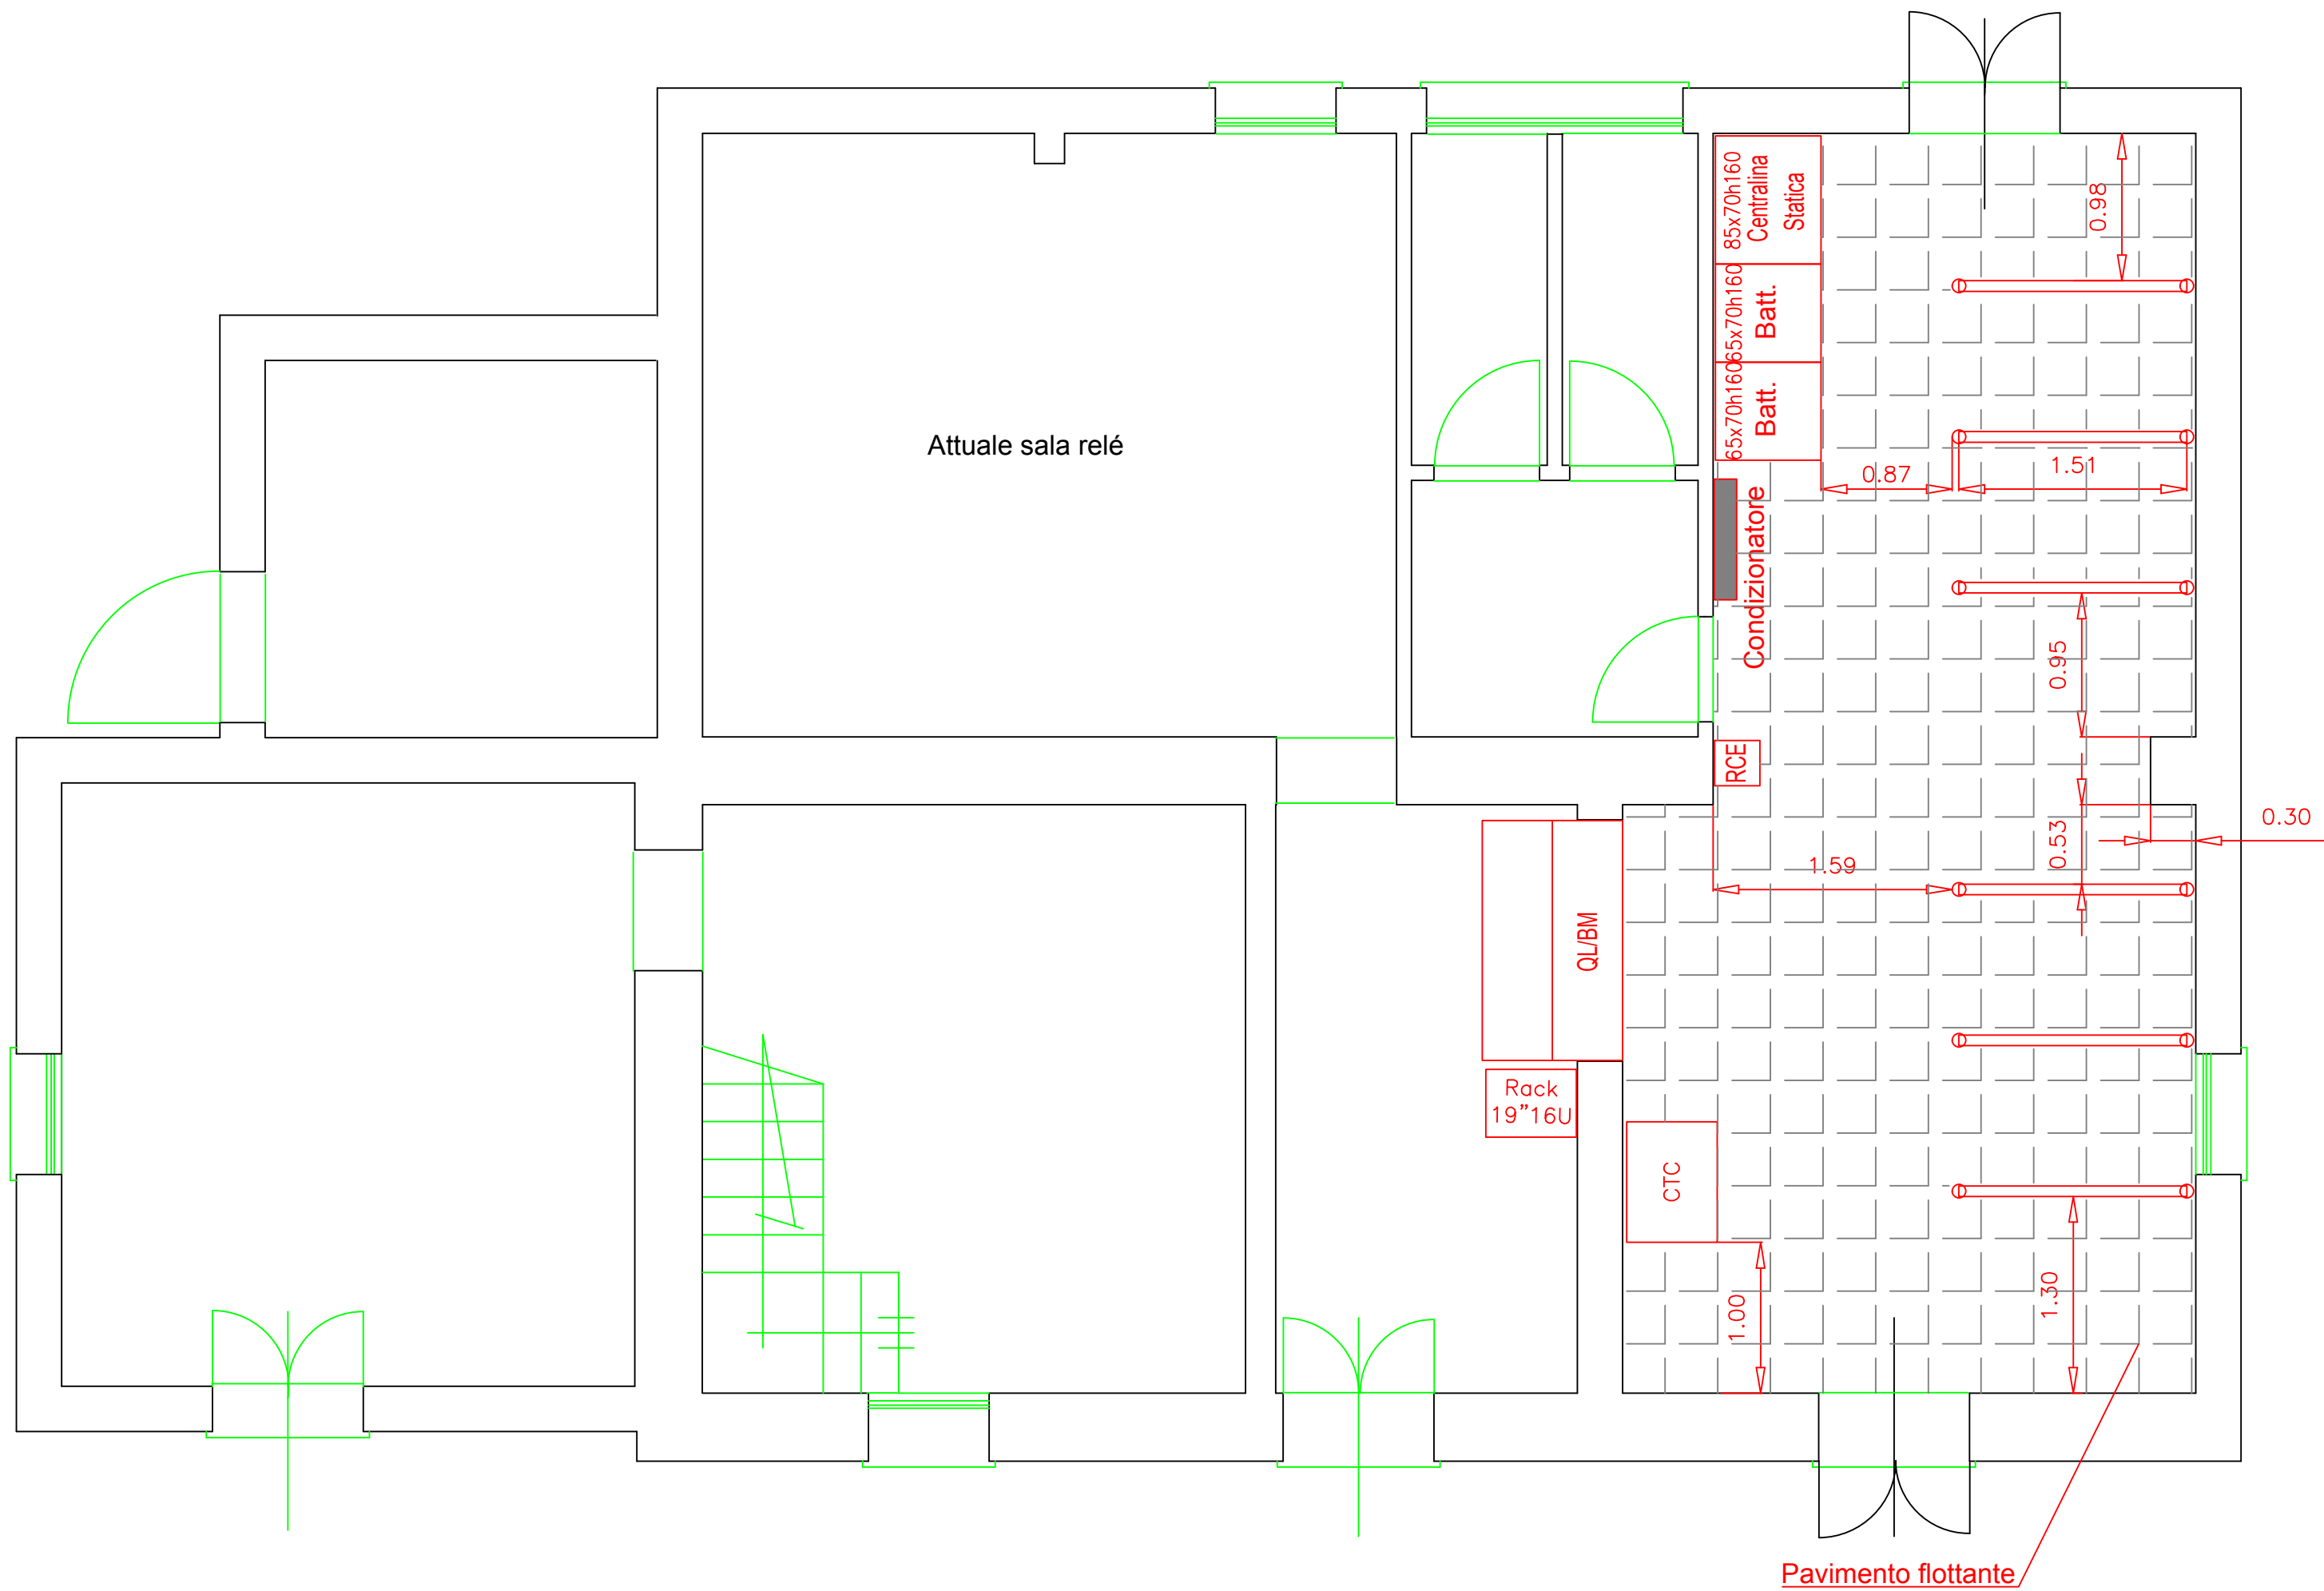 85x70h160
Centralina
Statica
0.98
65x70h160
Batt.
65x70h160
Batt.
Attuale sala relé
0.87
1.51
Condizionatore
0.95
RCE
0.30
0.53
1.59
QL/BM
Rack
19"16U
CTC
1.00
1.30
Pavimento flottante